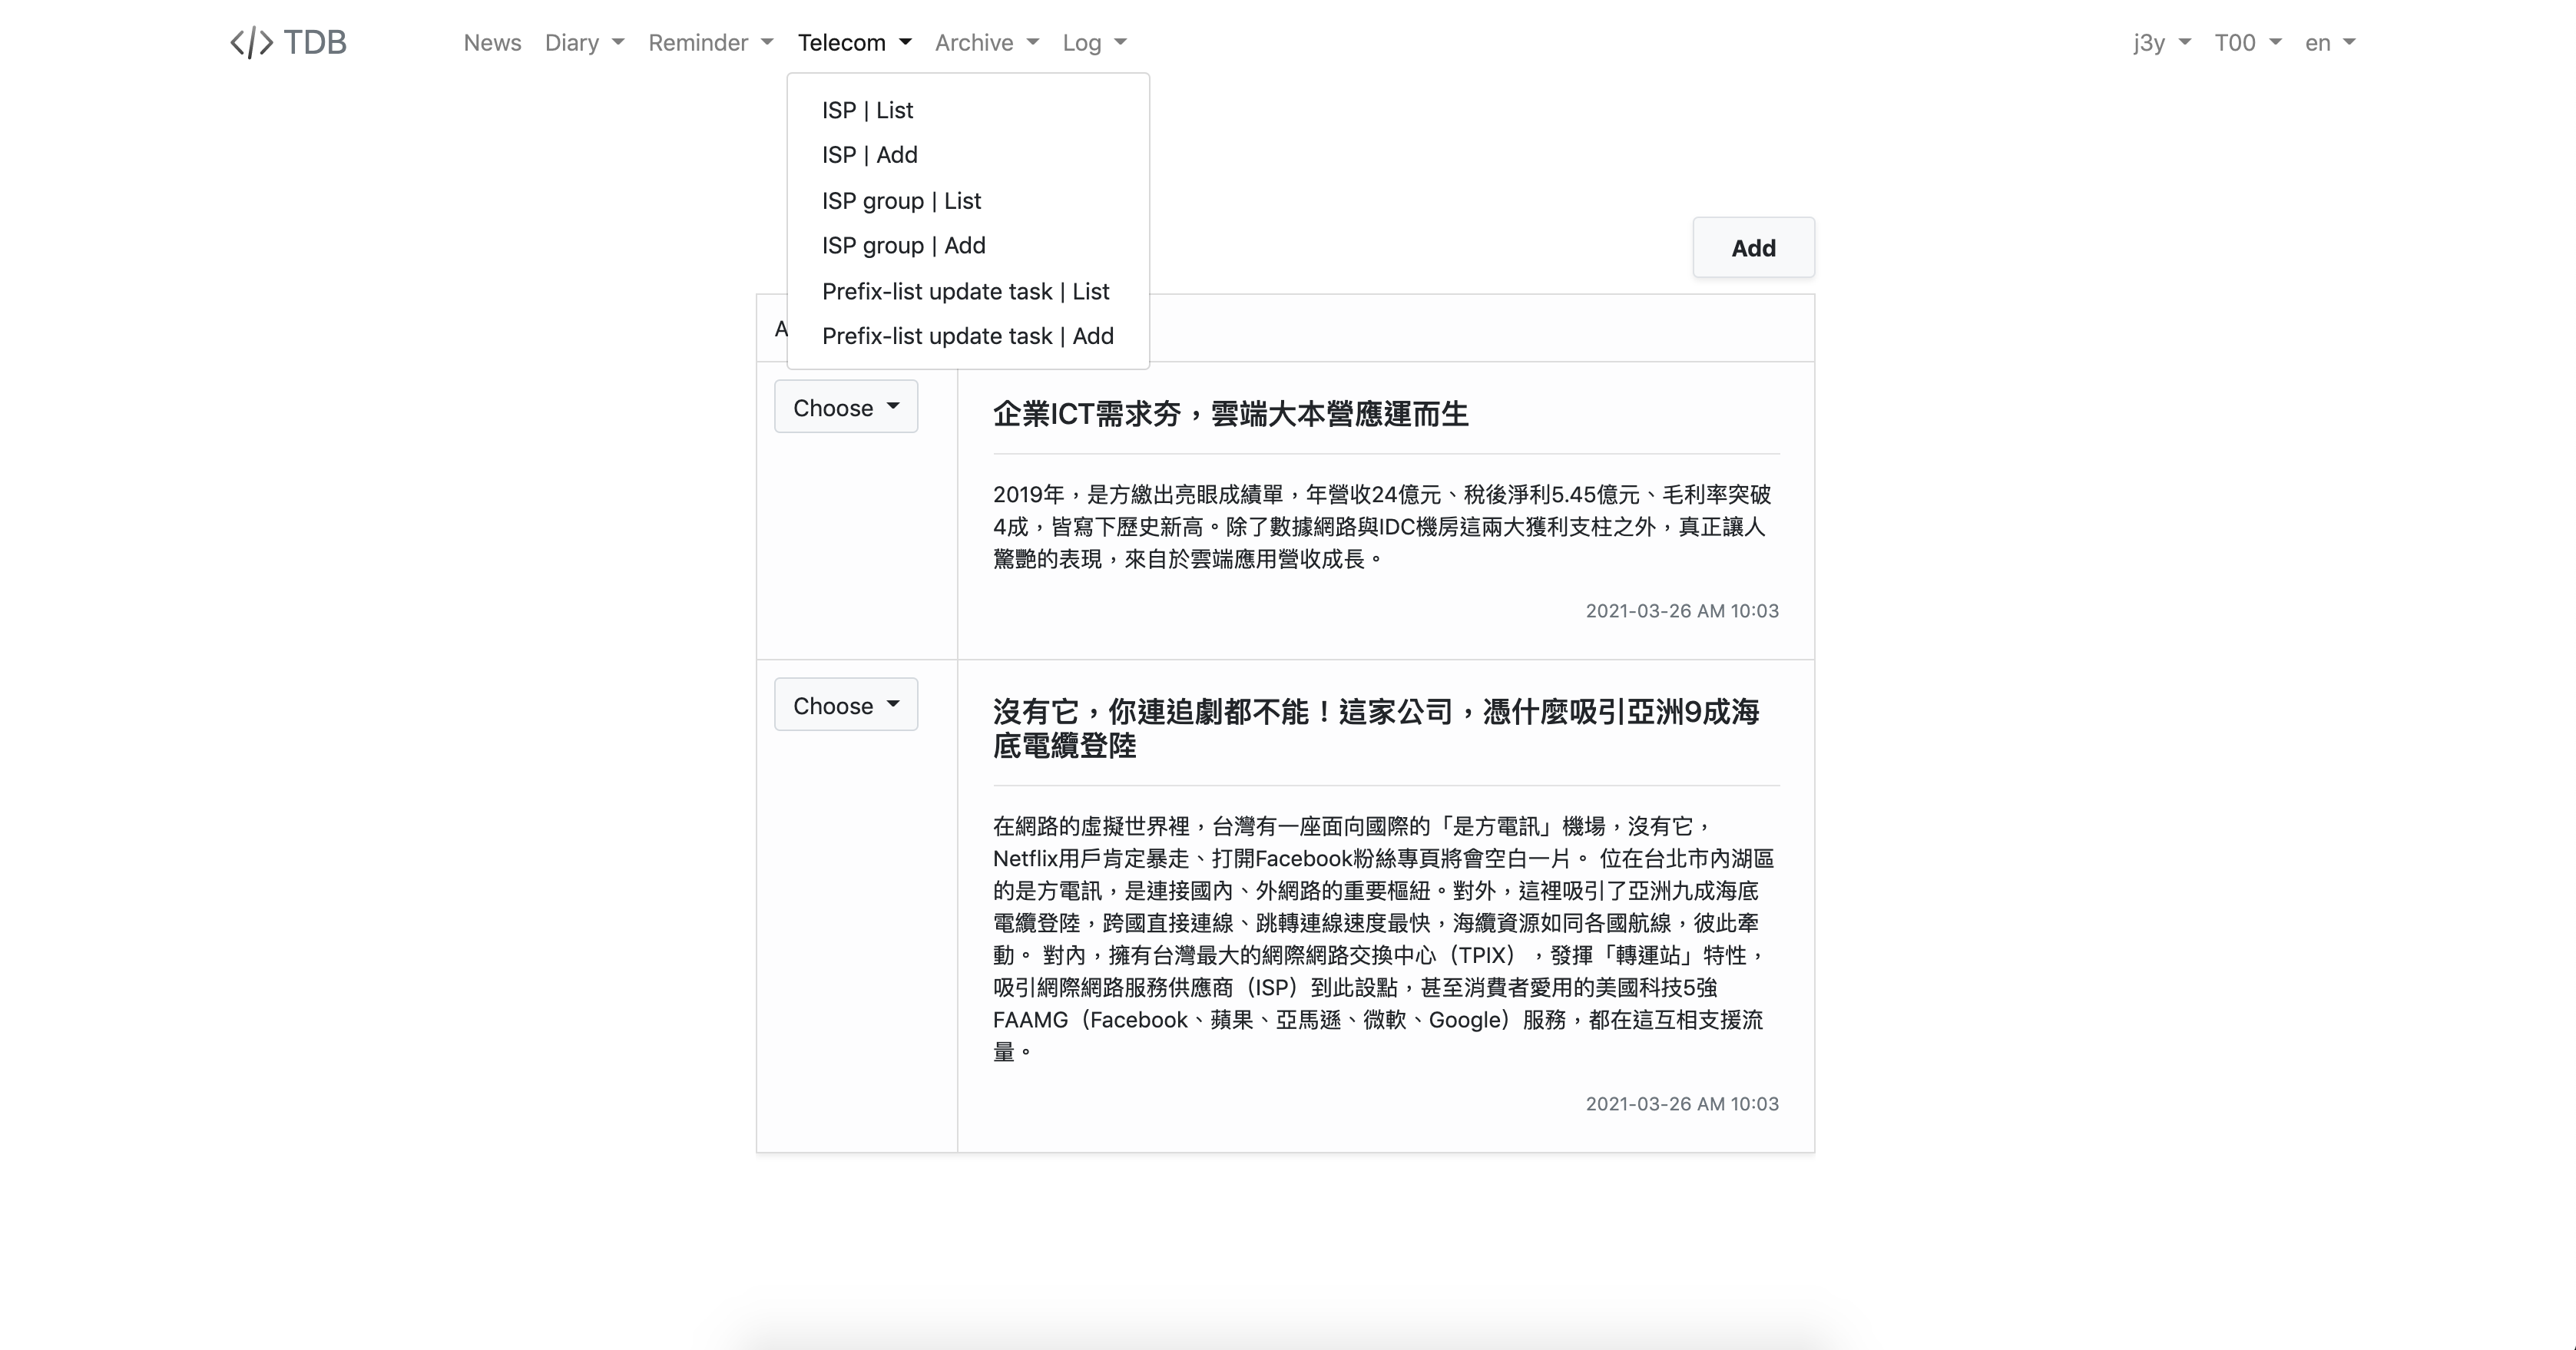 </> TDB
News
Diary
Reminder
Telecom
Archive
Log
j3y
T00
en
ISP | List
ISP | Add
ISP group | List
ISP group | Add
Prefix-list update task | List
Prefix-list update task | Add
Add
Choose
企業ICT需求夯，雲端大本營應運而生
2019年，是方繳出亮眼成績單，年營收24億元、稅後淨利5.45億元、毛利率突破
4成，皆寫下歷史新高。除了數據網路與IDC機房這兩大獲利支柱之外，真正讓人
驚艷的表現，來自於雲端應用營收成長。
2021-03-26 AM 10:03
Choose
沒有它，你連追劇都不能！這家公司，憑什麼吸引亞洲9成海
底電纜登陸
在網路的虛擬世界裡，台灣有一座面向國際的「是方電訊」機場，沒有它，
Netflix用戶肯定暴走、打開Facebook粉絲專頁將會空白一片。 位在台北市內湖區
的是方電訊，是連接國內、外網路的重要樞紐。對外，這裡吸引了亞洲九成海底
電纜登陸，跨國直接連線、跳轉連線速度最快，海纜資源如同各國航線，彼此牽
動。 對內，擁有台灣最大的網際網路交換中心（TPIX），發揮「轉運站」特性，
吸引網際網路服務供應商（ISP）到此設點，甚至消費者愛用的美國科技5強
FAAMG（Facebook、蘋果、亞馬遜、微軟、Google）服務，都在這互相支援流
量。
2021-03-26 AM 10:03